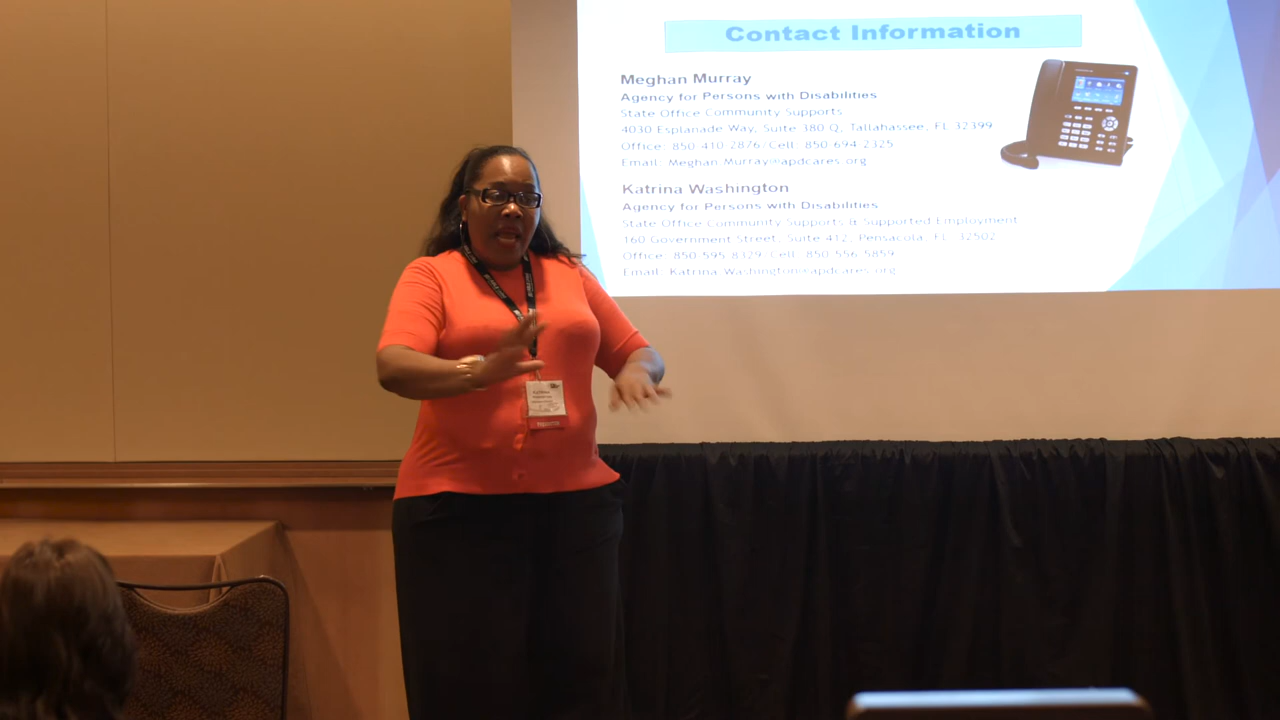 Contact Information
Meghan Murray
Agency for Persons with Disabilities
State Office Community Supports
4030 Esplanade Way, Suite 380 Q, Tallahassee, FL 32399
Office: 850-410-2876/Cell: 850-694-2325
Email: Meghan.Murray@apdcares.org
Katrina Washington
Agency for Persons with Disabilities
State Office Community Supports & Supported Employment
160 Government Street, Suite 412, Pensacola, FL 32502
Office: 850-595-8329/Cell: 850-556-5859
Email: Katrina.Washington@apdcares.org